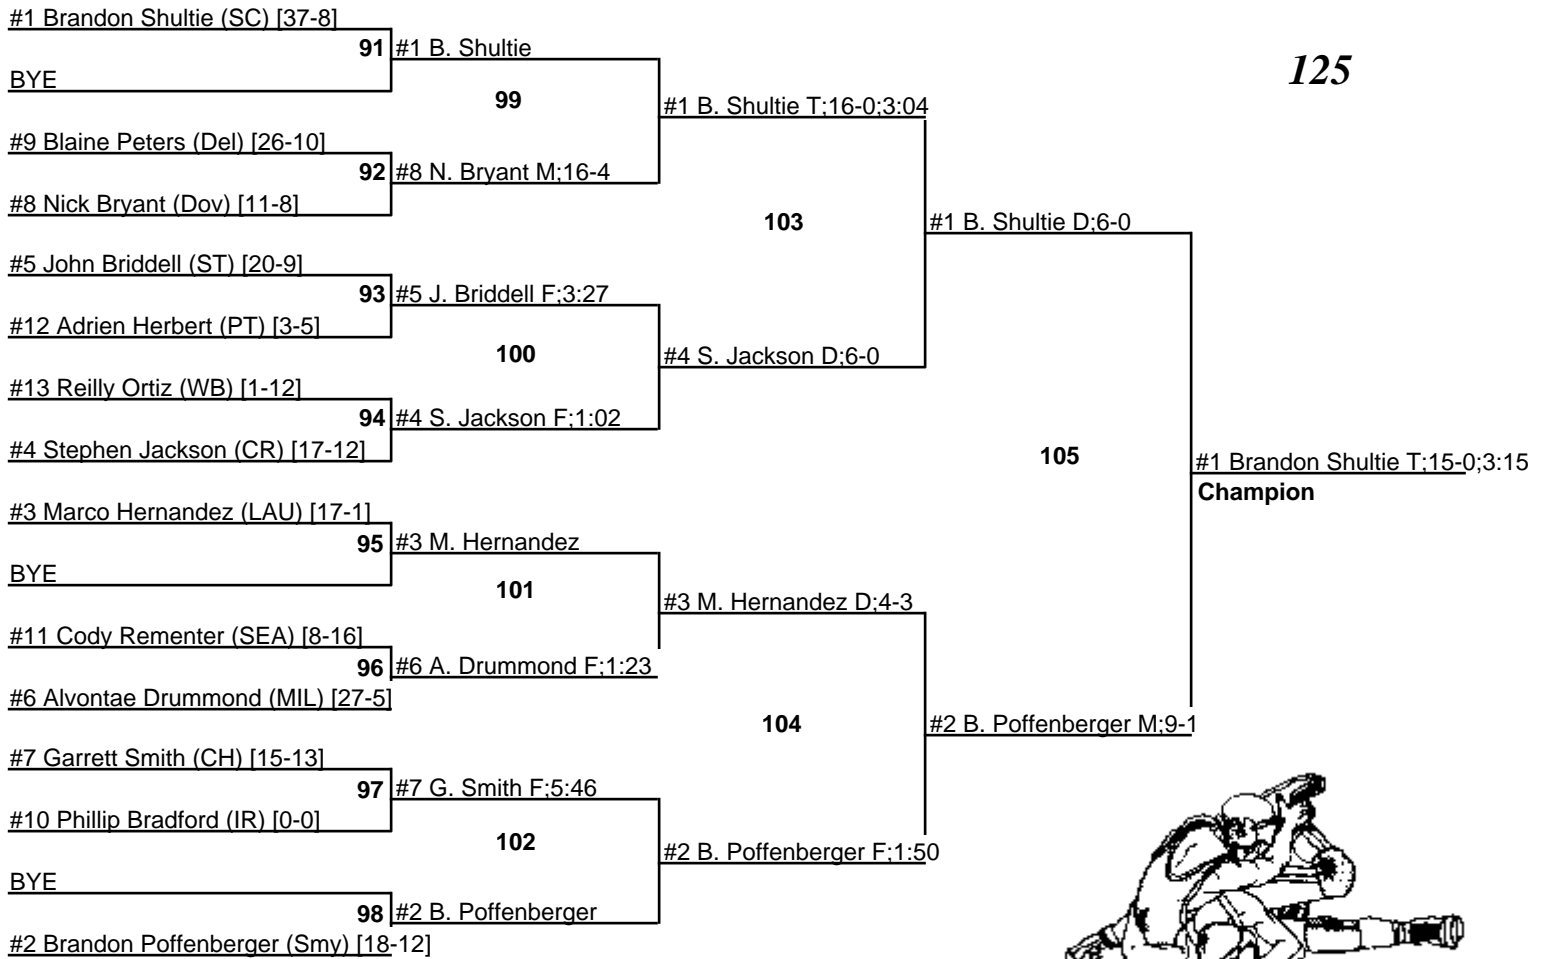 #1 Brandon Shultie (SC) [37-8]
91
#1 B. Shultie
BYE
99
#1 B. Shultie T;16-0;3:04
125
#9 Blaine Peters (Del) [26-10]
92
#8 N. Bryant M;16-4
#8 Nick Bryant (Dov) [11-8]
103
#1 B. Shultie D;6-0
#5 John Briddell (ST) [20-9]
93
#5 J. Briddell F;3:27
#12 Adrien Herbert (PT) [3-5]
100
#4 S. Jackson D;6-0
#13 Reilly Ortiz (WB) [1-12]
94
#4 S. Jackson F;1:02
#4 Stephen Jackson (CR) [17-12]
105
#1 Brandon Shultie T;15-0;3:15
Champion
#3 Marco Hernandez (LAU) [17-1]
95
#3 M. Hernandez
BYE
101
#3 M. Hernandez D;4-3
#11 Cody Rementer (SEA) [8-16]
96
#6 A. Drummond F;1:23
#6 Alvontae Drummond (MIL) [27-5]
104
#2 B. Poffenberger M;9-1
#7 Garrett Smith (CH) [15-13]
97
#7 G. Smith F;5:46
#10 Phillip Bradford (IR) [0-0]
102
#2 B. Poffenberger F;1:50
BYE
98
#2 B. Poffenberger
#2 Brandon Poffenberger (Smy) [18-12]